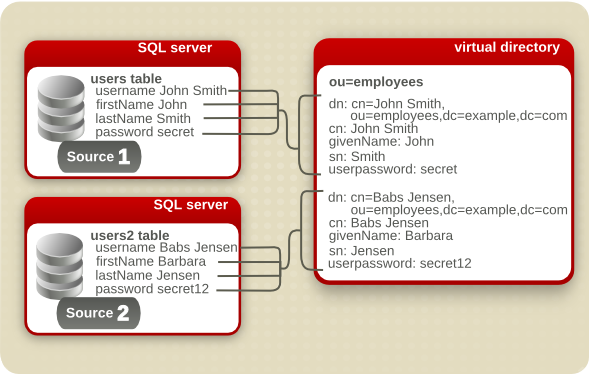 SQL server
users table
username John Smith
firstName John
lastName Smith
password secret
Source 1
SQL server
users2 table
username Babs Jensen
firstName Barbara
lastName Jensen
password secret12
Source 2
virtual directory
ou=employees
dn: cn=John Smith,
ou=employees,dc=example,dc=com
cn: John Smith
givenName: John
sn: Smith
userpassword: secret
dn: cn=Babs Jensen,
ou=employees,dc=example,dc=com
cn: Babs Jensen
givenName: Barbara
sn: Jensen
userpassword: secret12